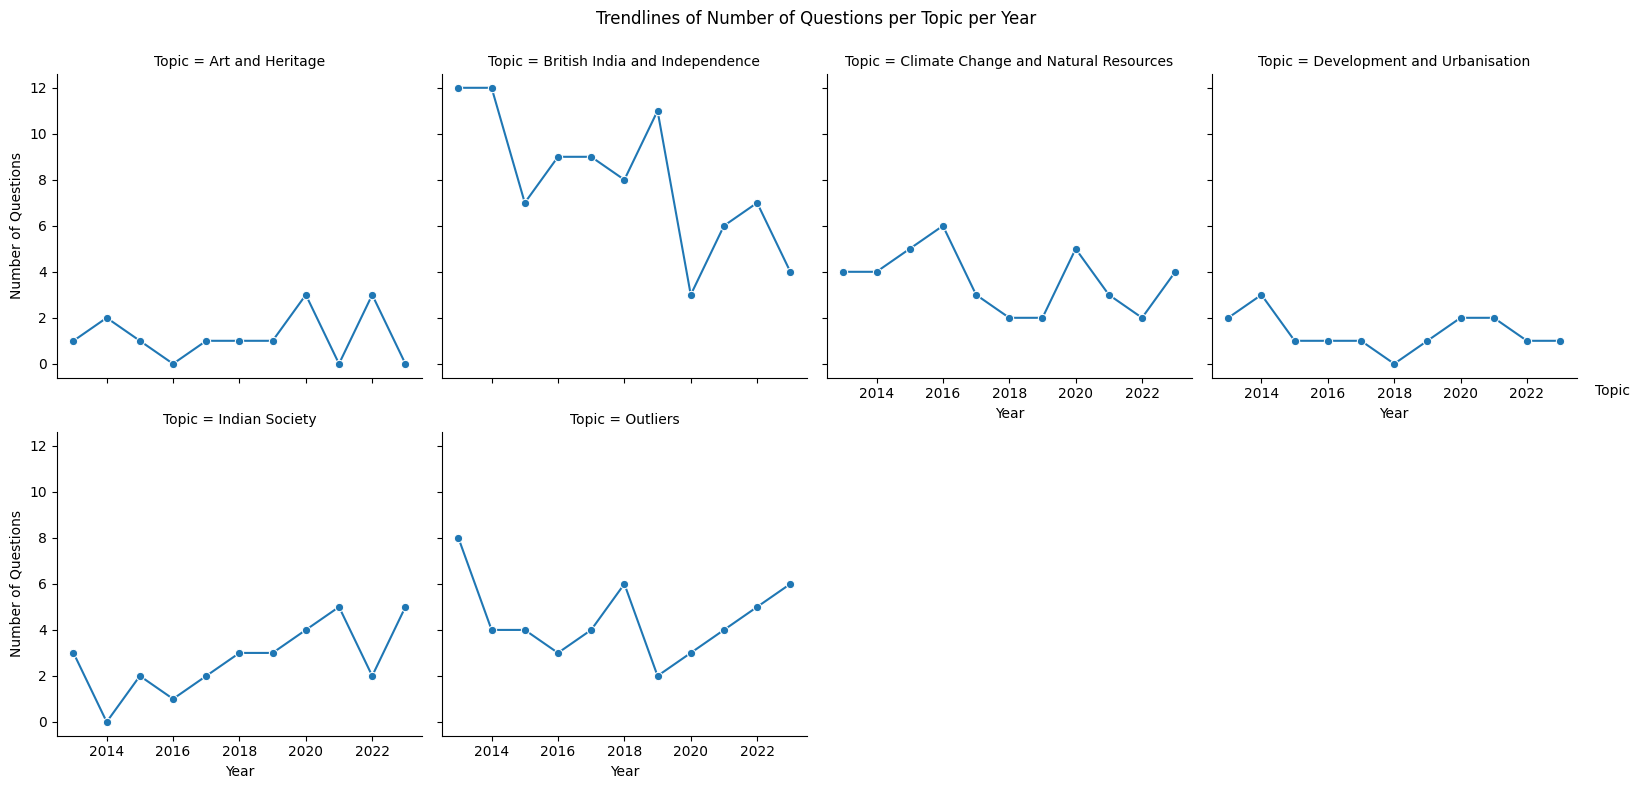 Trendlines of Number of Questions per Topic per Year
Topic = Art and Heritage
Topic = British India and Independence
Topic = Climate Change and Natural Resources
Topic = Development and Urbanisation
12
10
8
6
4
2
0
Number of Questions
2014 2016 2018 2020 2022
Year
2014 2016 2018 2020 2022
Year
Topic
Topic = Indian Society
Topic = Outliers
12
10
8
6
4
2
0
Number of Questions
2014 2016 2018 2020 2022
Year
2014 2016 2018 2020 2022
Year